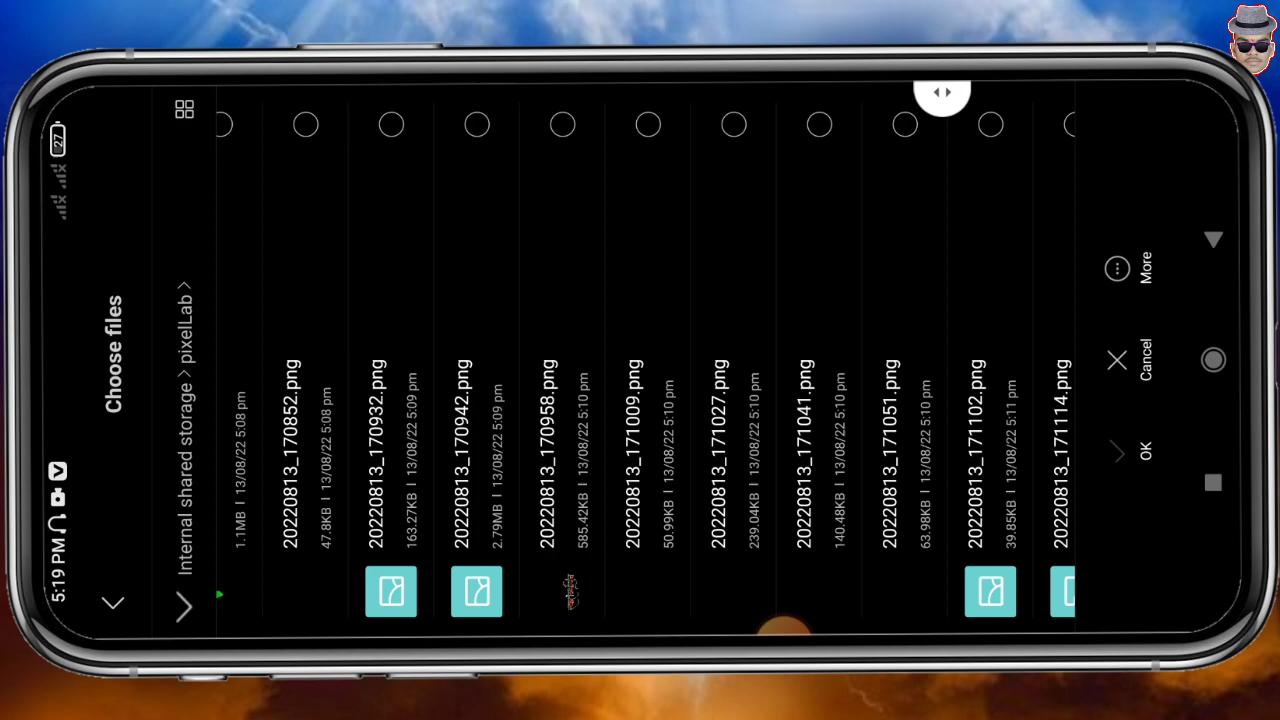 5:19 PM
27
Choose files
Internal shared storage > pixelLab >
1.1MB | 13/08/22 5:08 pm
20220813_170852.png
47.8KB | 13/08/22 5:08 pm
20220813_170932.png
163.27KB | 13/08/22 5:09 pm
20220813_170942.png
2.79MB | 13/08/22 5:09 pm
20220813_170958.png
585.42KB | 13/08/22 5:10 pm
20220813_171009.png
50.99KB | 13/08/22 5:10 pm
20220813_171027.png
239.04KB | 13/08/22 5:10 pm
20220813_171041.png
140.48KB | 13/08/22 5:10 pm
20220813_171051.png
63.98KB | 13/08/22 5:10 pm
20220813_171102.png
39.85KB | 13/08/22 5:11 pm
20220813_171114.png
OK
Cancel
More